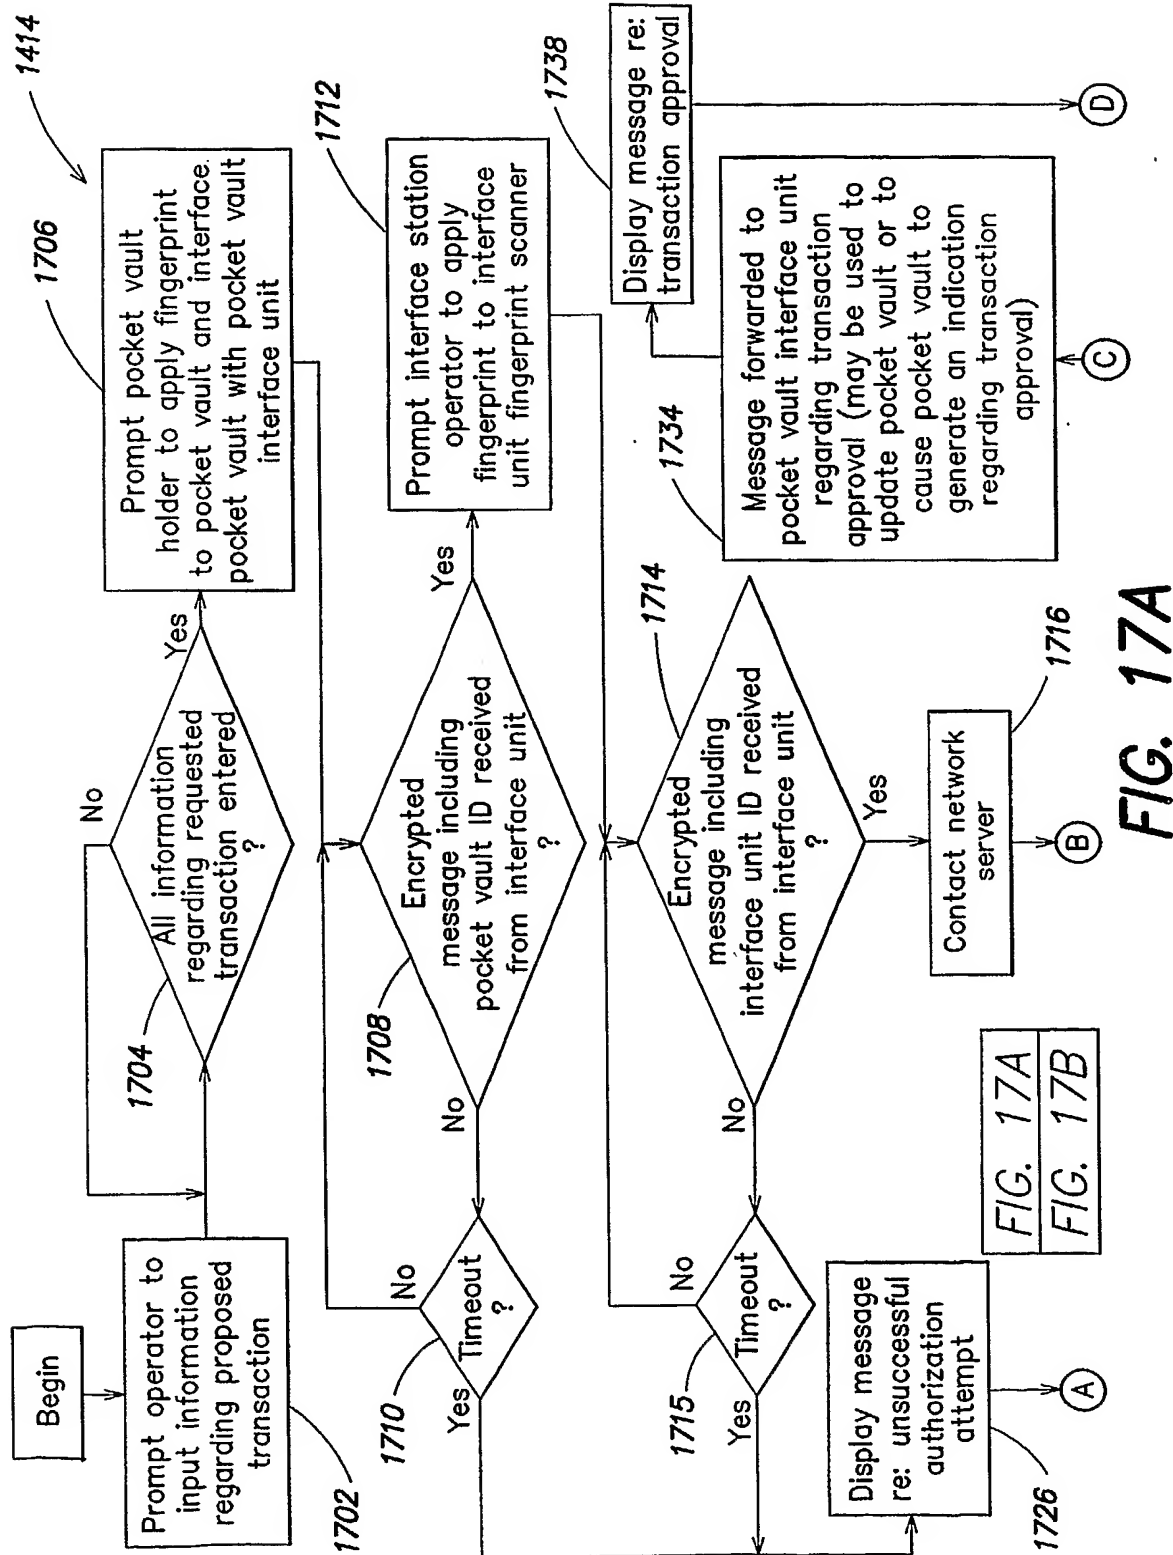 1414
Begin
Prompt operator to
input information
regarding proposed
transaction
1702
No
1704
All information
regarding requested
transaction entered
?
Yes
1706
Prompt pocket vault
holder to apply fingerprint
to pocket vault and interface
pocket vault with pocket vault
interface unit
1710
Timeout
?
No
Yes
No
1708
Encrypted
message including
pocket vault ID received
from interface unit
?
Yes
1712
Prompt interface station
operator to apply
fingerprint to interface
unit fingerprint scanner
1715
Timeout
?
No
Yes
No
1714
Encrypted
message including
interface unit ID received
from interface unit
?
Yes
1738
Display message re:
transaction approval
1734
Message forwarded to
pocket vault interface unit
regarding transaction
approval (may be used to
update pocket vault or to
cause pocket vault to
generate an indication
regarding transaction
approval)
D
C
Display message
re: unsuccessful
authorization
attempt
1726
A
Contact network
server
1716
B
FIG. 17A
FIG. 17B
FIG. 17A